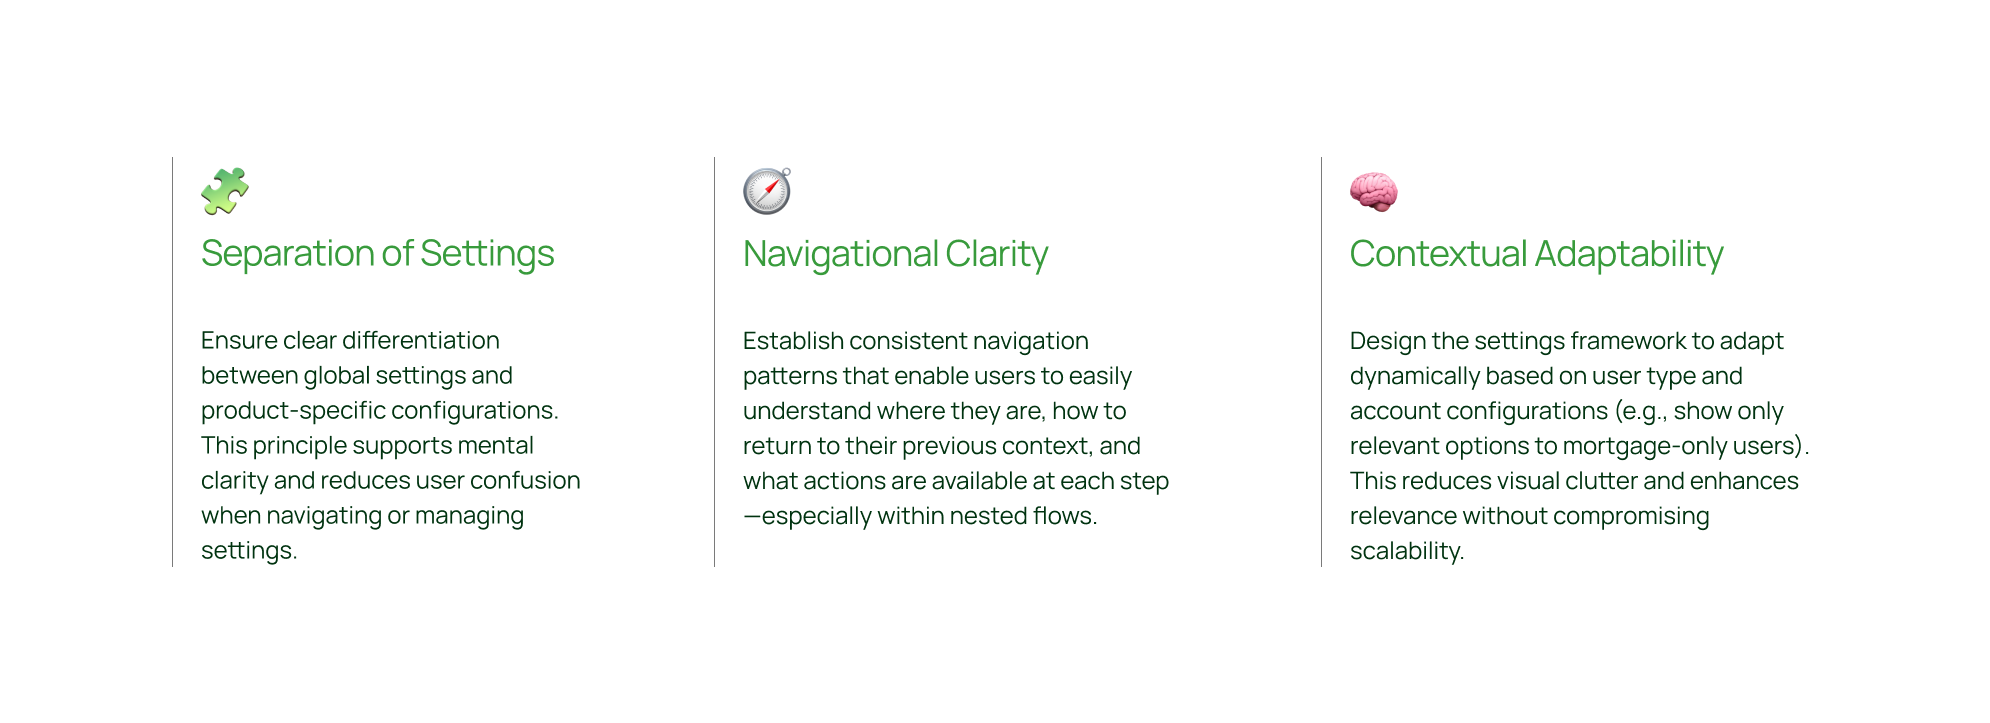 Separation of Settings
Ensure clear differentiation
between global settings and
product-specific configurations.
This principle supports mental
clarity and reduces user confusion
when navigating or managing
settings.
Navigational Clarity
Establish consistent navigation
patterns that enable users to easily
understand where they are, how to
return to their previous context, and
what actions are available at each step
—especially within nested flows.
Contextual Adaptability
Design the settings framework to adapt
dynamically based on user type and
account configurations (e.g., show only
relevant options to mortgage-only users).
This reduces visual clutter and enhances
relevance without compromising
scalability.